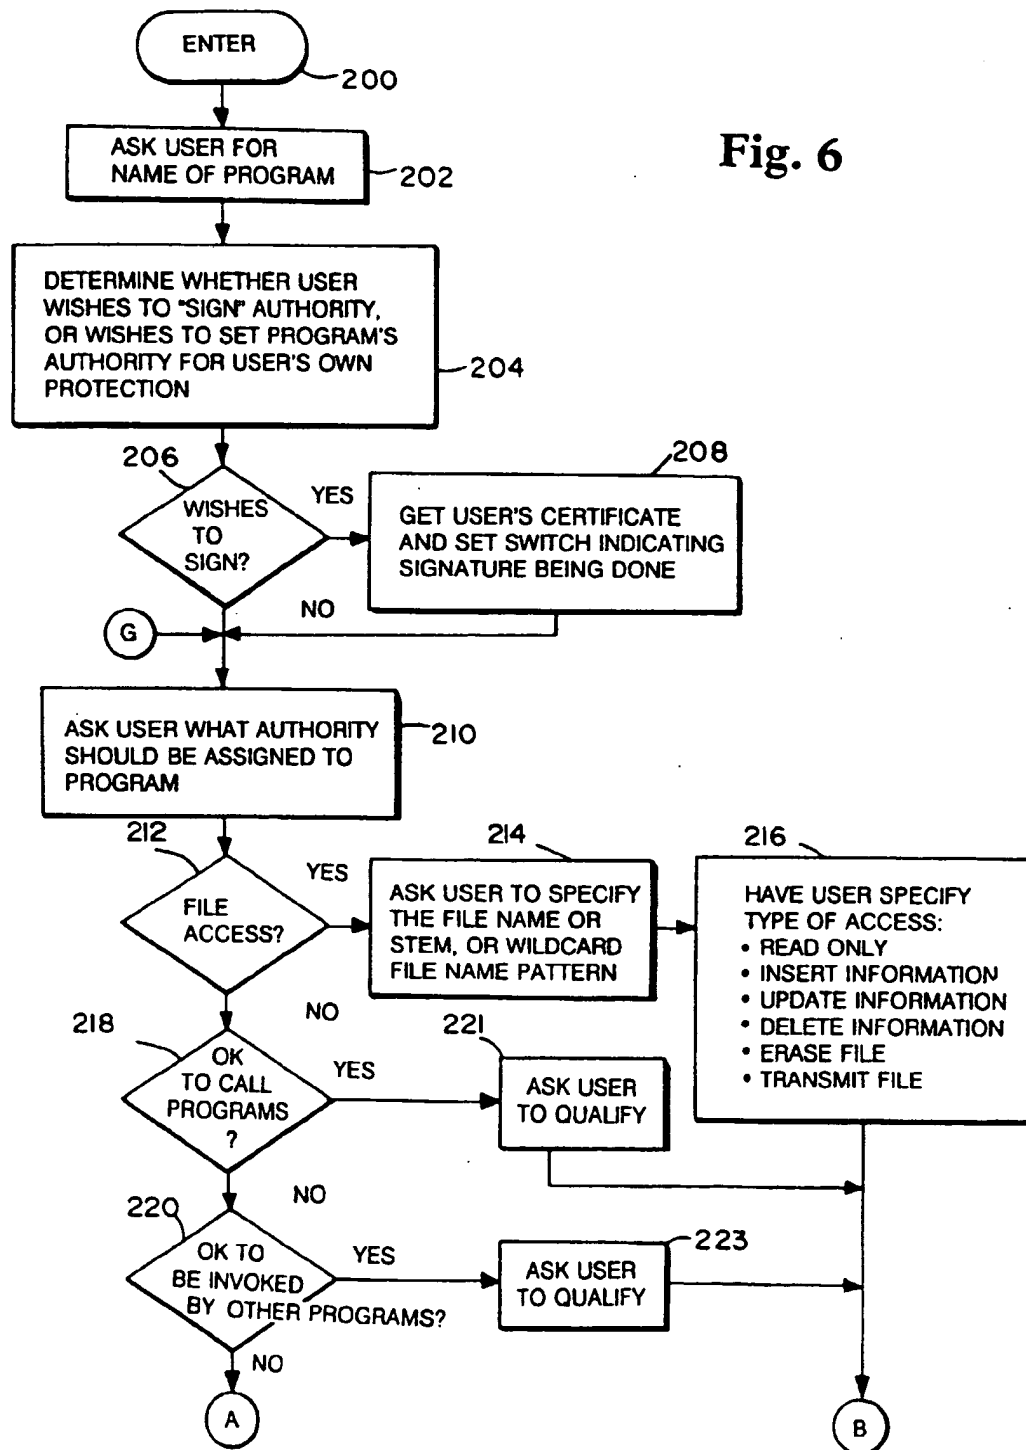 ENTER
200
ASK USER FOR
NAME OF PROGRAM
202
Fig. 6
DETERMINE WHETHER USER
WISHES TO "SIGN" AUTHORITY,
OR WISHES TO SET PROGRAM'S
AUTHORITY FOR USER'S OWN
PROTECTION
204
206
WISHES
TO
SIGN?
YES
208
GET USER'S CERTIFICATE
AND SET SWITCH INDICATING
SIGNATURE BEING DONE
NO
G
ASK USER WHAT AUTHORITY
SHOULD BE ASSIGNED TO
PROGRAM
210
212
FILE
ACCESS?
YES
214
ASK USER TO SPECIFY
THE FILE NAME OR
STEM, OR WILDCARD
FILE NAME PATTERN
216
HAVE USER SPECIFY
TYPE OF ACCESS:
• READ ONLY
• INSERT INFORMATION
• UPDATE INFORMATION
• DELETE INFORMATION
• ERASE FILE
• TRANSMIT FILE
NO
218
OK
TO CALL
PROGRAMS
?
YES
221
ASK USER
TO QUALIFY
NO
220
OK TO
BE INVOKED
BY OTHER PROGRAMS?
YES
223
ASK USER
TO QUALIFY
NO
A
B